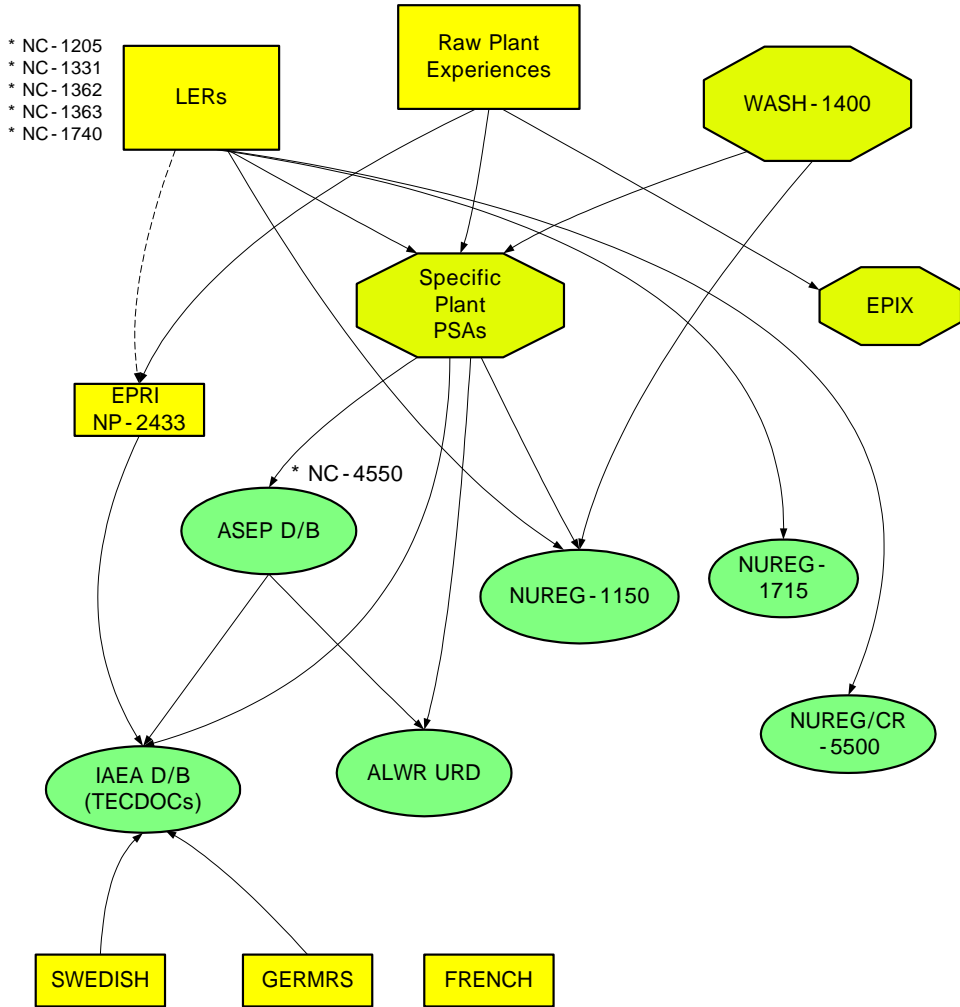 * NC-1205
* NC-1331
* NC-1362
* NC-1363
* NC-1740
LERs
Raw Plant
Experiences
WASH-1400
Specific
Plant
PSAs
EPIX
EPRI
NP-2433
* NC-4550
ASEP D/B
NUREG-1150
NUREG-
1715
NUREG/CR
-5500
IAEA D/B
(TECDOCs)
ALWR URD
SWEDISH
GERMRS
FRENCH